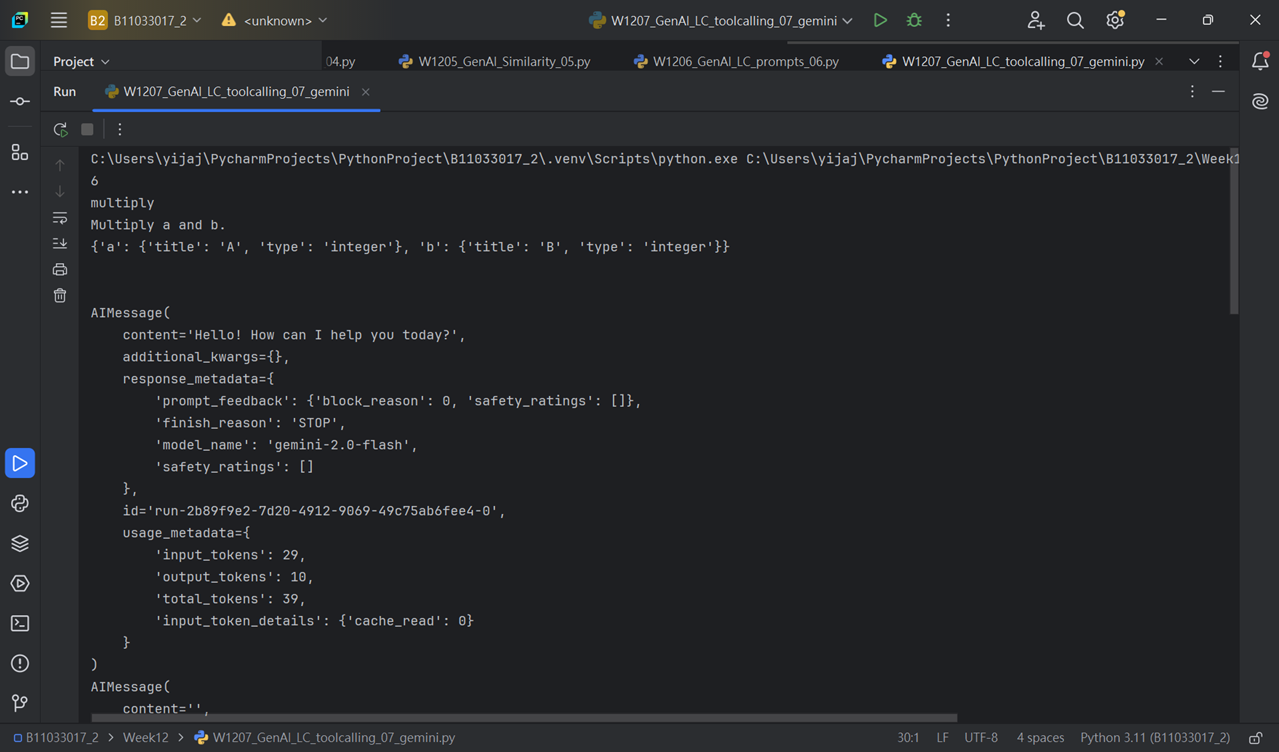 PC
B2 B11033017_2 <unknown> W1207_GenAI_LC_toolcalling_07_gemini
Project 04.py W1205_GenAI_Similarity_05.py W1206_GenAI_LC_prompts_06.py W1207_GenAI_LC_toolcalling_07_gemini.py
Run W1207_GenAI_LC_toolcalling_07_gemini
C:\Users\yijaj\PycharmProjects\PythonProject\B11033017_2\.venv\Scripts\python.exe C:\Users\yijaj\PycharmProjects\PythonProject\B11033017_2\Week1
6
multiply
Multiply a and b.
{'a': {'title': 'A', 'type': 'integer'}, 'b': {'title': 'B', 'type': 'integer'}}
AIMessage(
    content='Hello! How can I help you today?',
    additional_kwargs={},
    response_metadata={
        'prompt_feedback': {'block_reason': 0, 'safety_ratings': []},
        'finish_reason': 'STOP',
        'model_name': 'gemini-2.0-flash',
        'safety_ratings': []
    },
    id='run-2b89f9e2-7d20-4912-9069-49c75ab6fee4-0',
    usage_metadata={
        'input_tokens': 29,
        'output_tokens': 10,
        'total_tokens': 39,
        'input_token_details': {'cache_read': 0}
    }
)
AIMessage(
    content='',
B11033017_2 > Week12 > W1207_GenAI_LC_toolcalling_07_gemini.py 30:1 LF UTF-8 4 spaces Python 3.11 (B11033017_2)